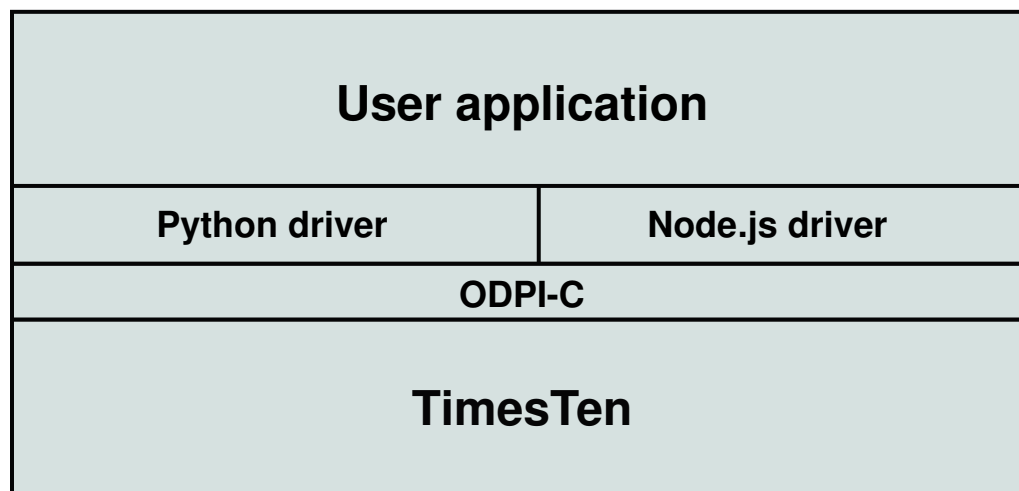 User application
Python driver
Node.js driver
ODPI-C
TimesTen